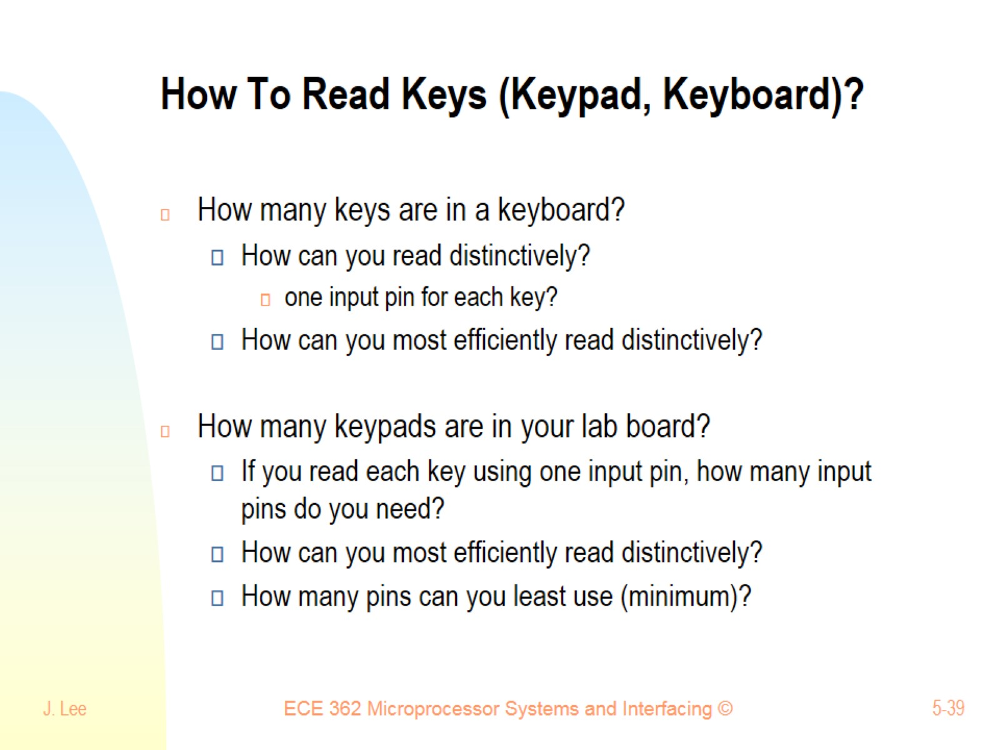 How To Read Keys (Keypad, Keyboard)?
How many keys are in a keyboard?
How can you read distinctively?
one input pin for each key?
How can you most efficiently read distinctively?
How many keypads are in your lab board?
If you read each key using one input pin, how many input
pins do you need?
How can you most efficiently read distinctively?
How many pins can you least use (minimum)?
J. Lee
ECE 362 Microprocessor Systems and Interfacing ©
5-39